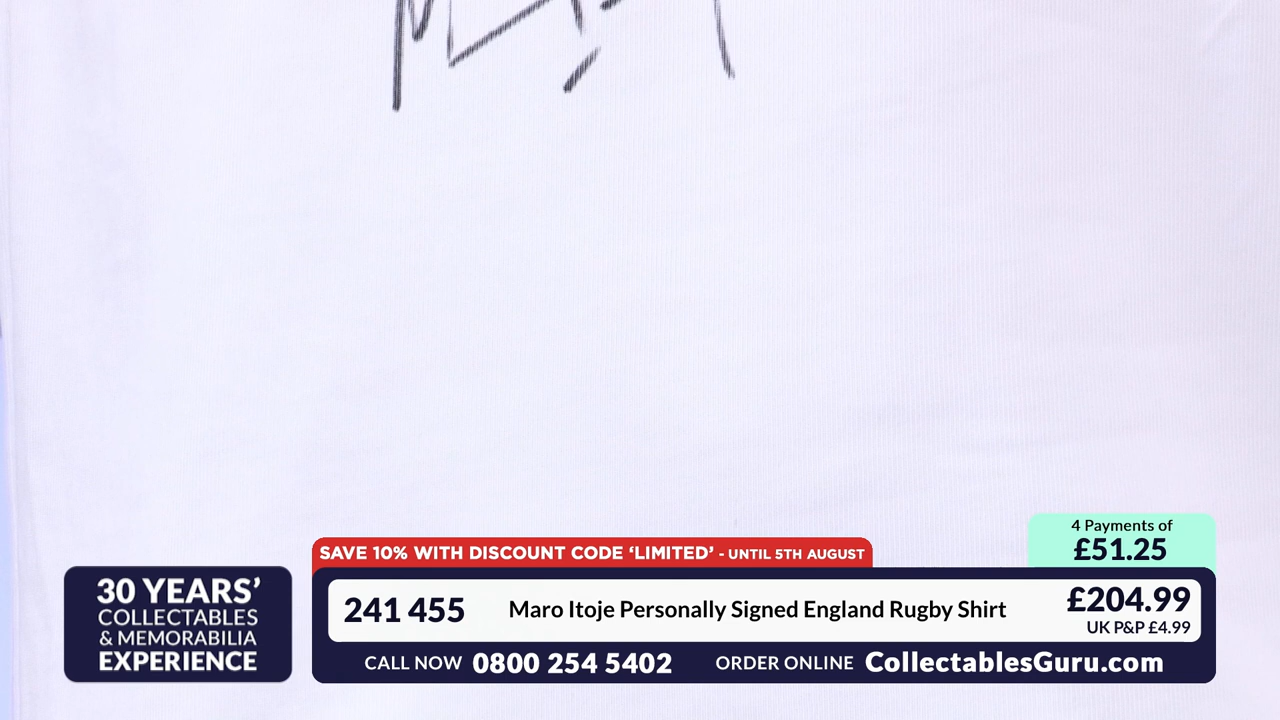 SAVE 10% WITH DISCOUNT CODE ‘LIMITED’ - UNTIL 5TH AUGUST
4 Payments of
£51.25
30 YEARS’
COLLECTABLES
& MEMORABILIA
EXPERIENCE
241 455
Maro Itoje Personally Signed England Rugby Shirt
£204.99
UK P&P £4.99
CALL NOW 0800 254 5402
ORDER ONLINE CollectablesGuru.com